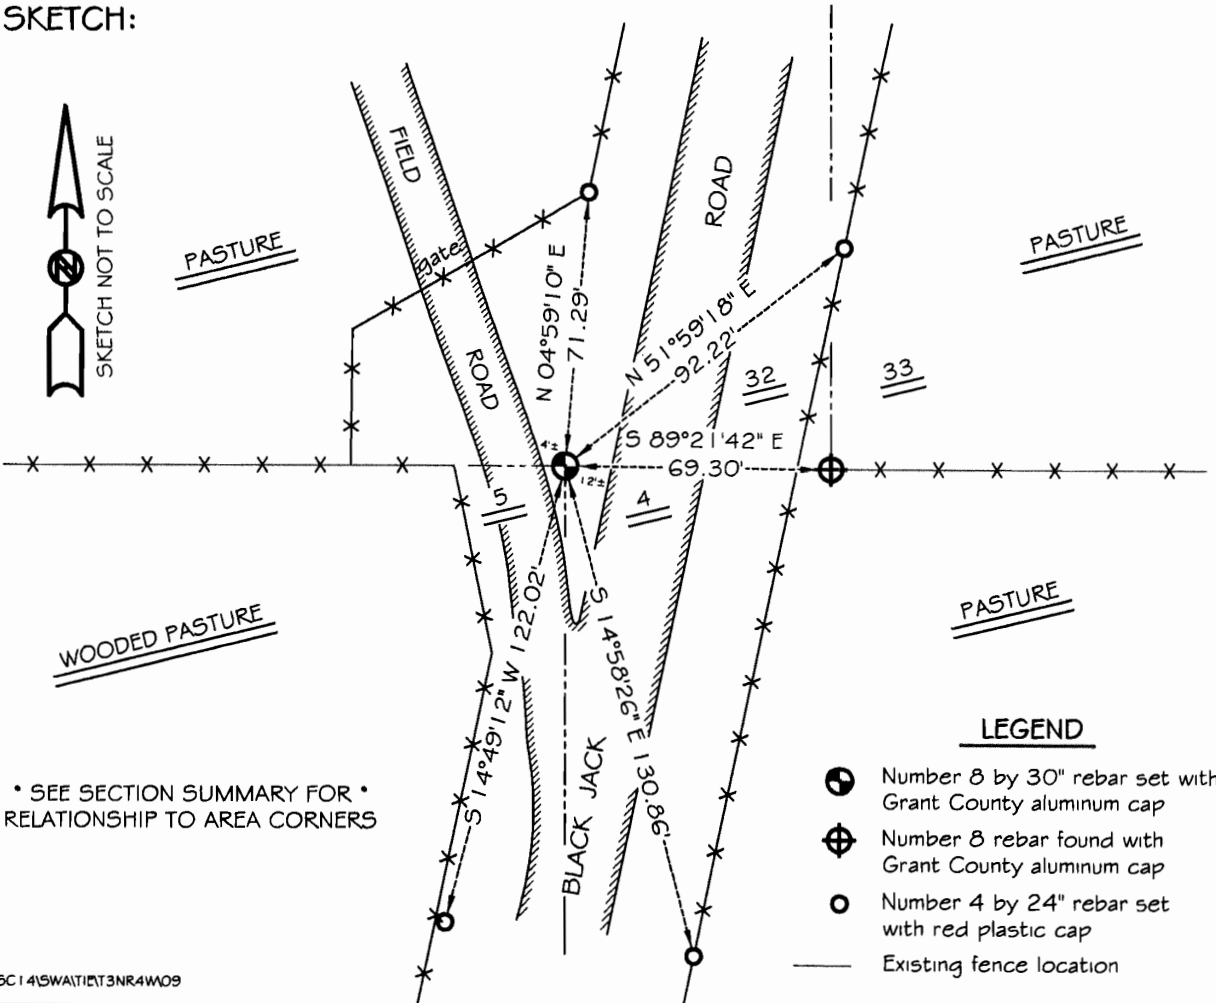 SKETCH:
SKETCH NOT TO SCALE
PASTURE
FIELD
ROAD
gate
ROAD
PASTURE
N 04°59'10" E
71.29'
N 51°59'18" E
92.22'
32
33
4'±
S 89°21'42" E
69.30'
12'±
5
4
WOODED PASTURE
S 14°49'12" W 122.02'
S 14°58'26" E 130.86'
PASTURE
BLACK JACK
* SEE SECTION SUMMARY FOR *
RELATIONSHIP TO AREA CORNERS
LEGEND
Number 8 by 30" rebar set with
Grant County aluminum cap
Number 8 rebar found with
Grant County aluminum cap
Number 4 by 24" rebar set
with red plastic cap
Existing fence location